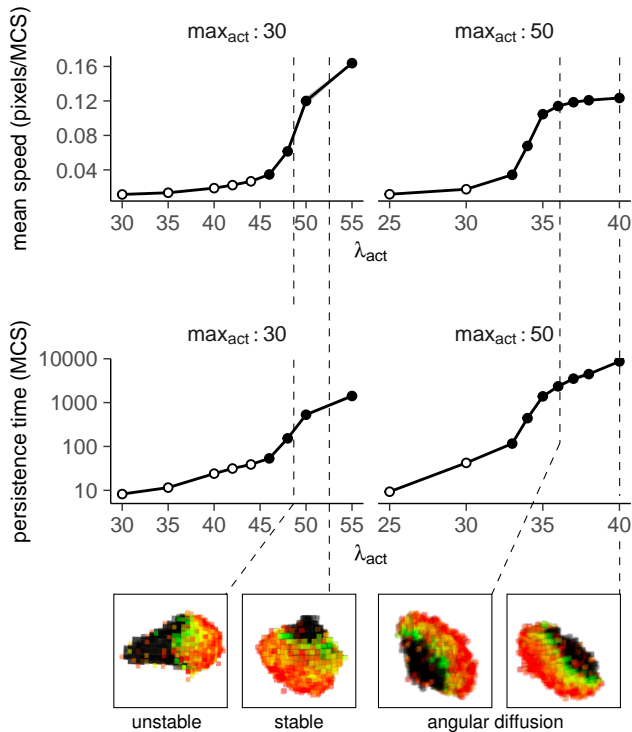 max_act : 30
max_act : 50
mean speed (pixels/MCS)
0.16
0.12
0.08
0.04
30 35 40 45 50 55
25 30 35 40
λ_act
max_act : 30
max_act : 50
persistence time (MCS)
10000
1000
100
10
30 35 40 45 50 55
25 30 35 40
λ_act
unstable
stable
angular diffusion